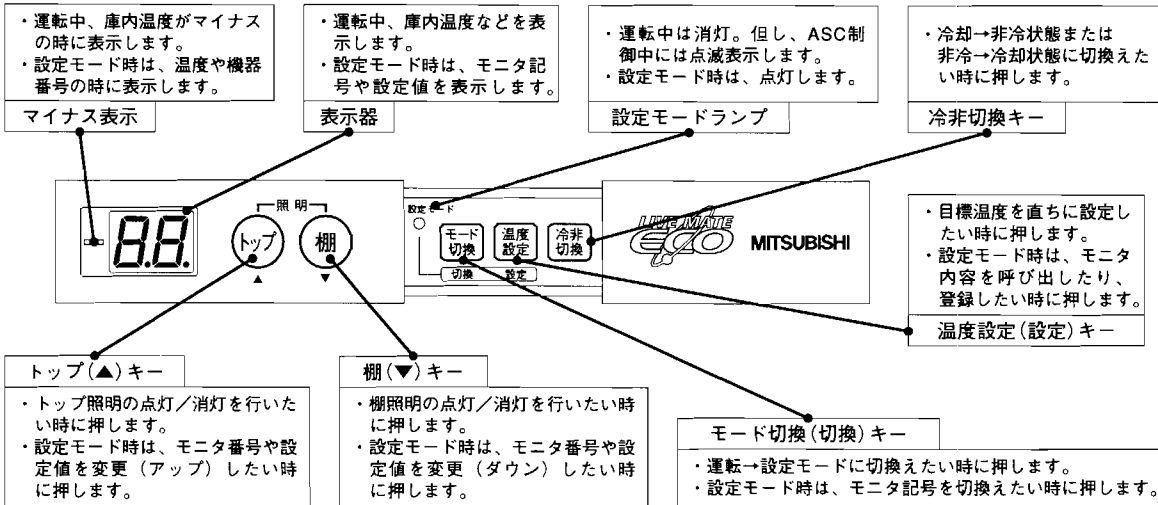 ・運転中、庫内温度がマイナス
の時に表示します。
・設定モード時は、温度や機器
番号の時に表示します。
マイナス表示
・運転中、庫内温度などを表
示します。
・設定モード時は、モニタ記
号や設定値を表示します。
表示器
・運転中は消灯。但し、ASC制
御中には点滅表示します。
・設定モード時は、点灯します。
設定モードランプ
・冷却→非冷状態または
非冷→冷却状態に切換えた
い時に押します。
冷非切換キー
8.8.
照明
トップ
▲
棚
▼
設定モード
モード
切換
温度
設定
冷非
切換
切換
設定
LIVE MATE
eco
MITSUBISHI
・目標温度を直ちに設定し
たい時に押します。
・設定モード時は、モニタ
内容を呼び出したり、
登録したい時に押します。
温度設定(設定)キー
トップ(▲)キー
・トップ照明の点灯／消灯を行いた
い時に押します。
・設定モード時は、モニタ番号や設
定値を変更（アップ）したい時
に押します。
棚(▼)キー
・棚照明の点灯／消灯を行いたい時
に押します。
・設定モード時は、モニタ番号や設
定値を変更（ダウン）したい時
に押します。
モード切換(切換)キー
・運転→設定モードに切換えたい時に押します。
・設定モード時は、モニタ記号を切換えたい時に押します。